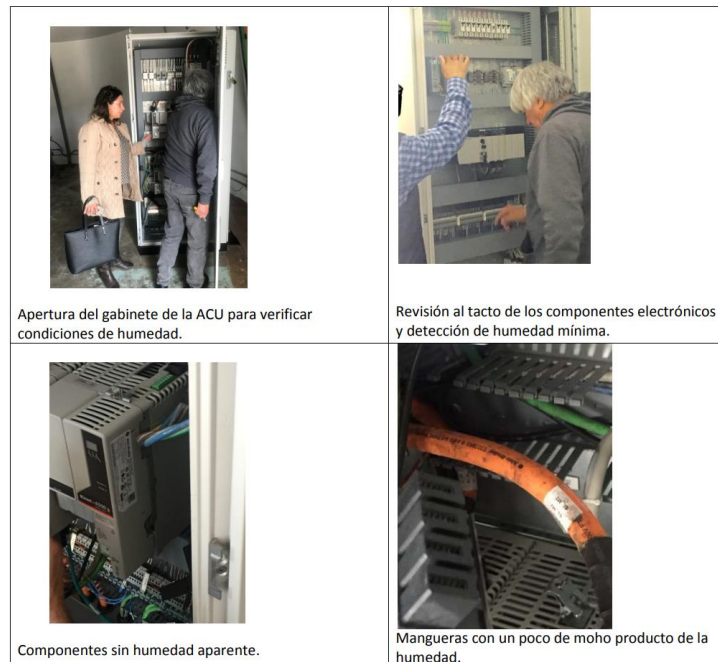 Apertura del gabinete de la ACU para verificar
condiciones de humedad.
Revisión al tacto de los componentes electrónicos
y detección de humedad mínima.
Componentes sin humedad aparente.
Mangueras con un poco de moho producto de la
humedad.